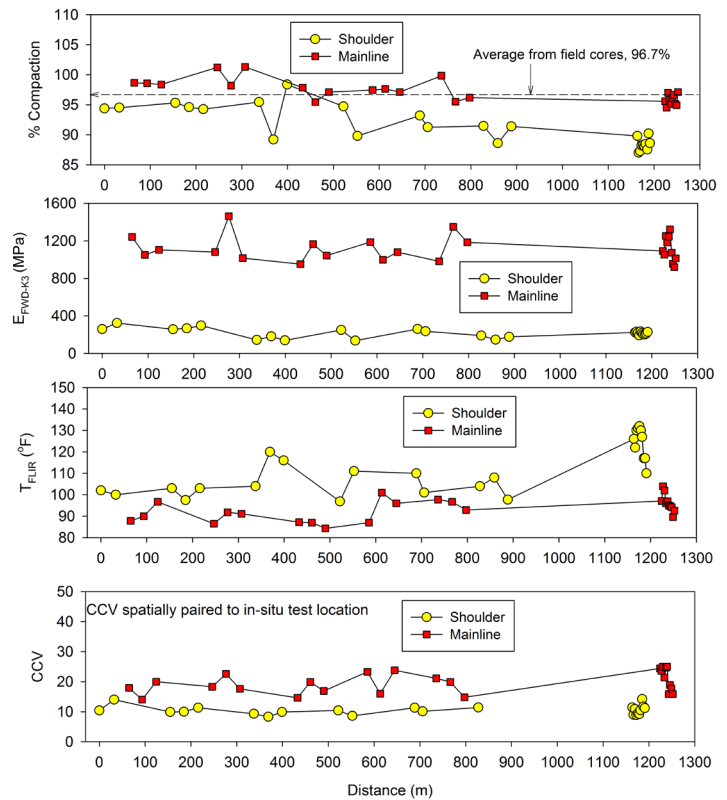 110
105
100
95
90
85
% Compaction
Shoulder
Mainline
Average from field cores, 96.7%
0 100 200 300 400 500 600 700 800 900 1000 1100 1200 1300
1600
1200
800
400
0
E_FWD-K3 (MPa)
Shoulder
Mainline
0 100 200 300 400 500 600 700 800 900 1000 1100 1200 1300
150
140
130
120
110
100
90
80
T_FLIR (⁰F)
Shoulder
Mainline
0 100 200 300 400 500 600 700 800 900 1000 1100 1200 1300
50
40
30
20
10
0
CCV
CCV spatially paired to in-situ test location
Shoulder
Mainline
0 100 200 300 400 500 600 700 800 900 1000 1100 1200 1300
Distance (m)